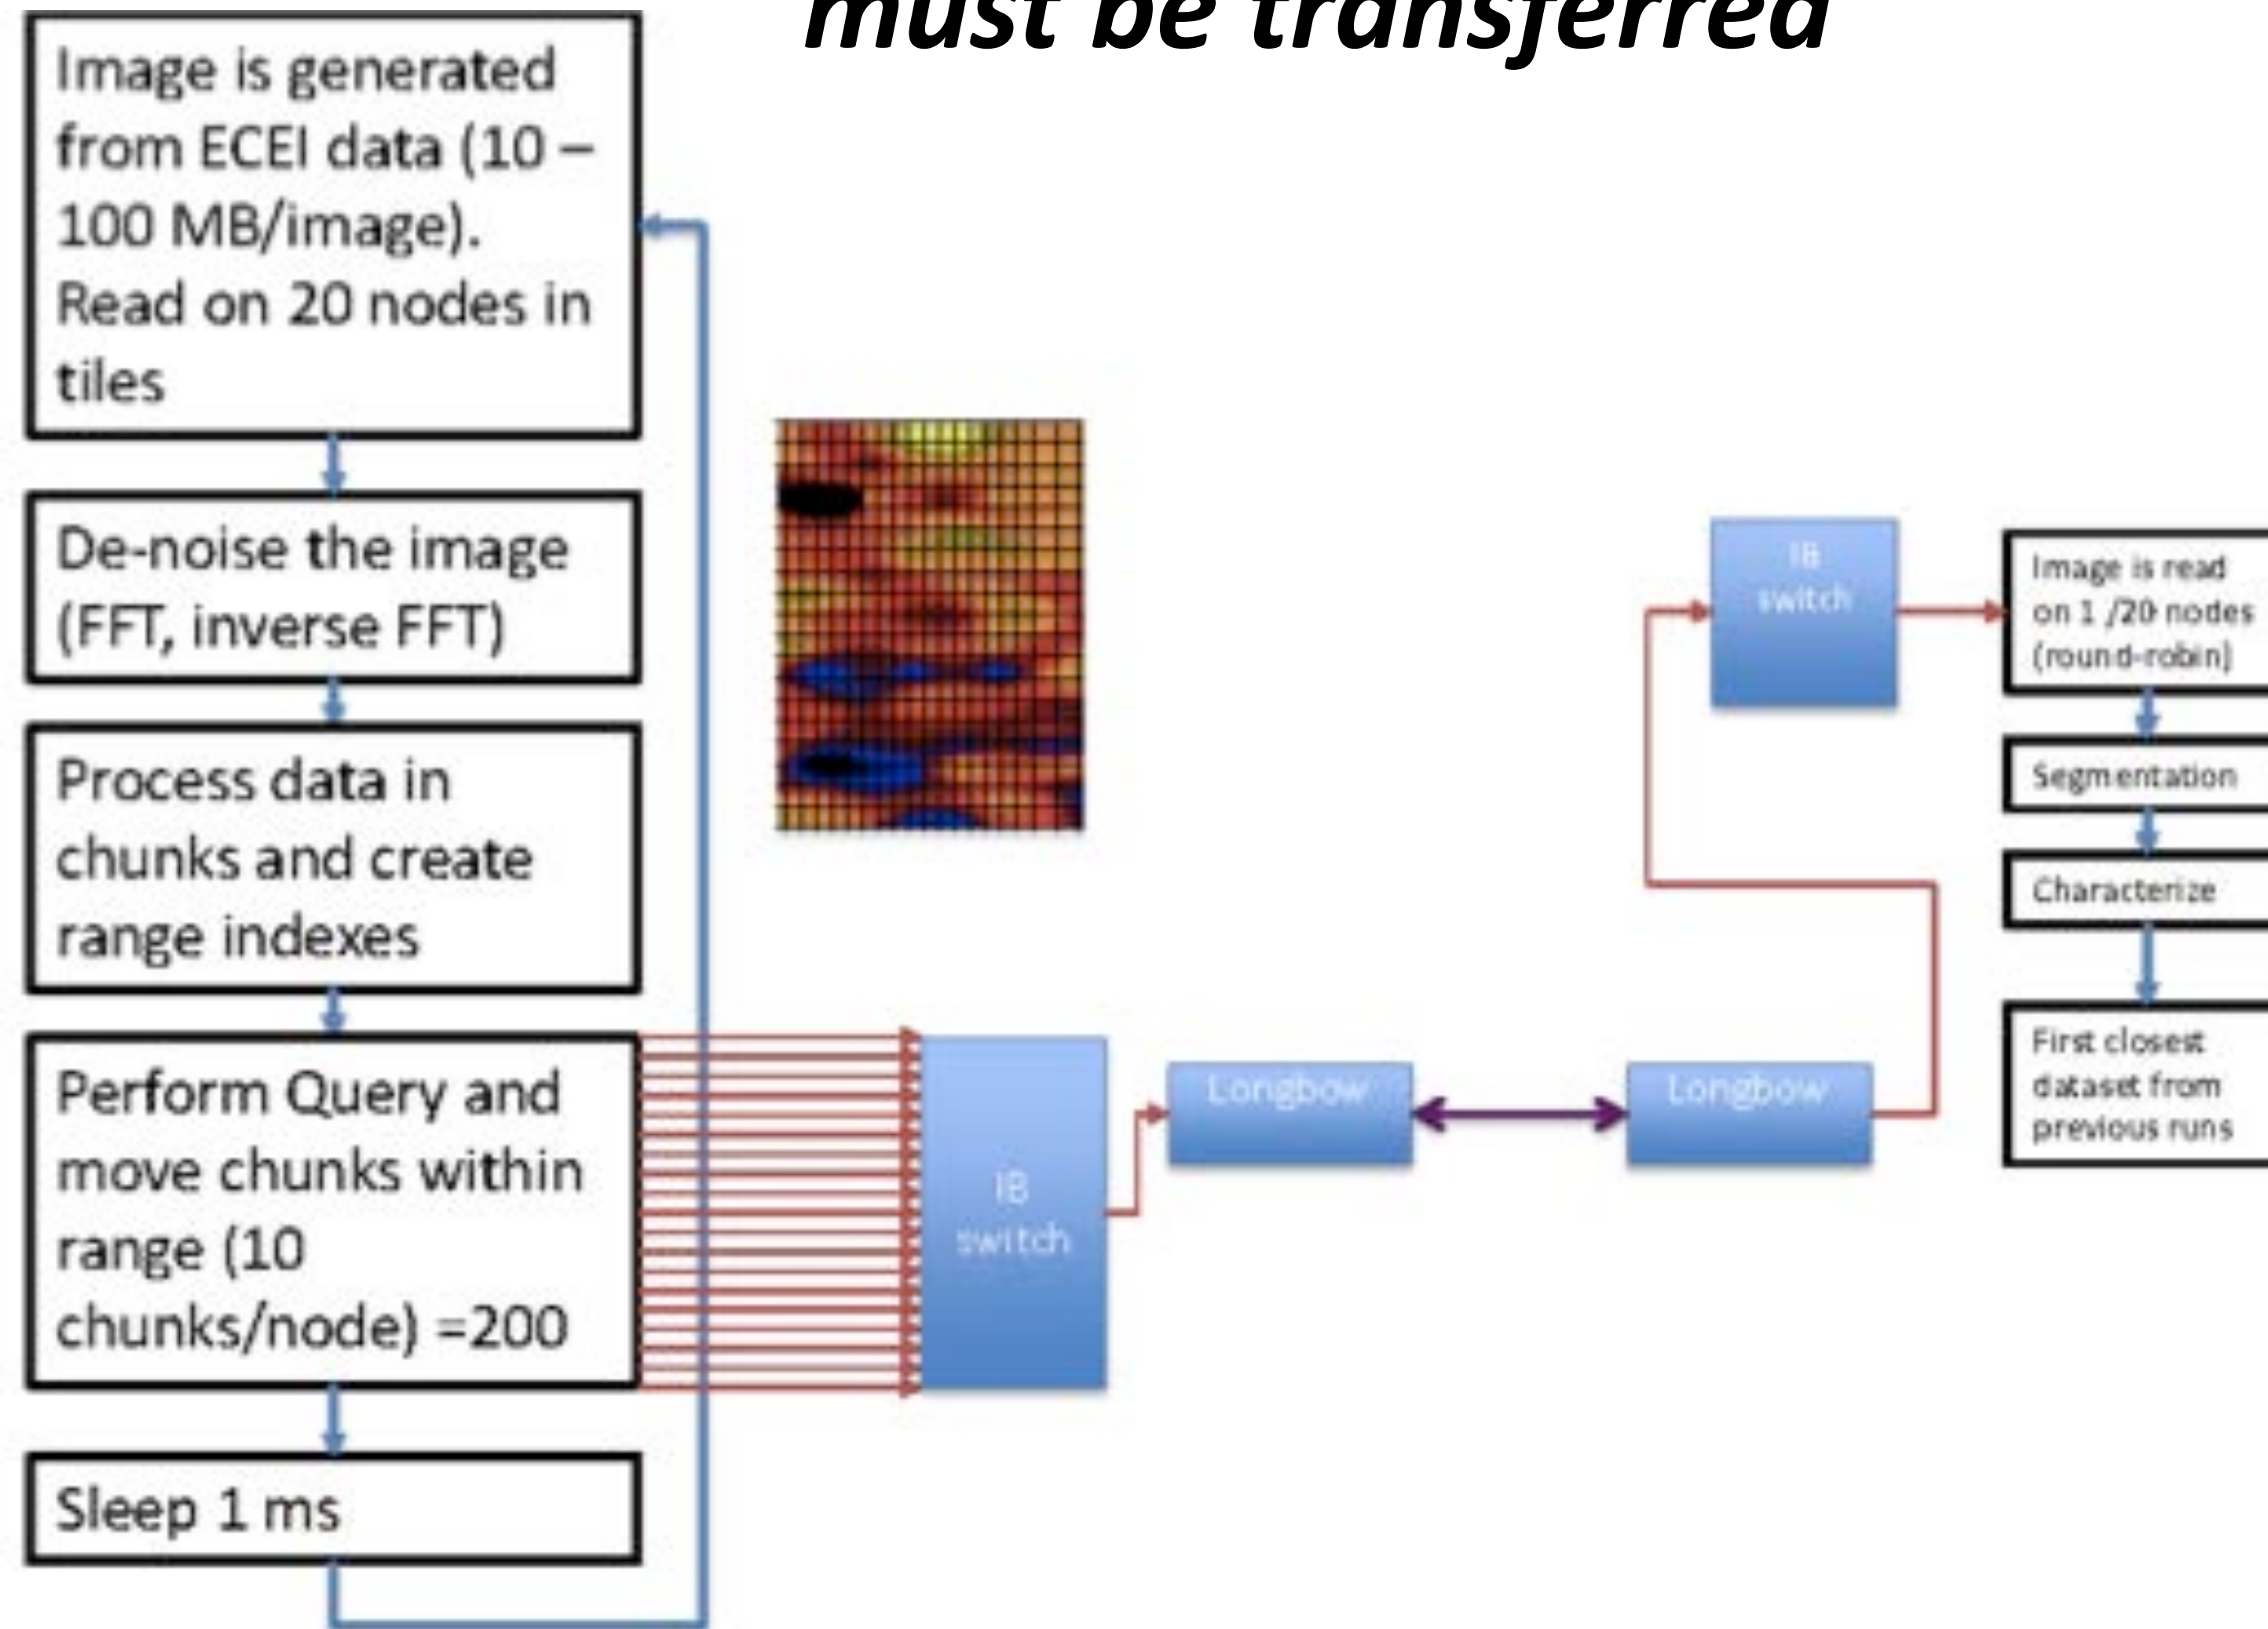 must be transferred
Image is generated
from ECEI data (10 –
100 MB/image).
Read on 20 nodes in
tiles
De-noise the image
(FFT, inverse FFT)
Process data in
chunks and create
range indexes
Perform Query and
move chunks within
range (10
chunks/node) =200
Sleep 1 ms
IB
switch
Longbow
Longbow
IB
switch
Image is read
on 1 /20 nodes
(round-robin)
Segmentation
Characterize
First closest
dataset from
previous runs